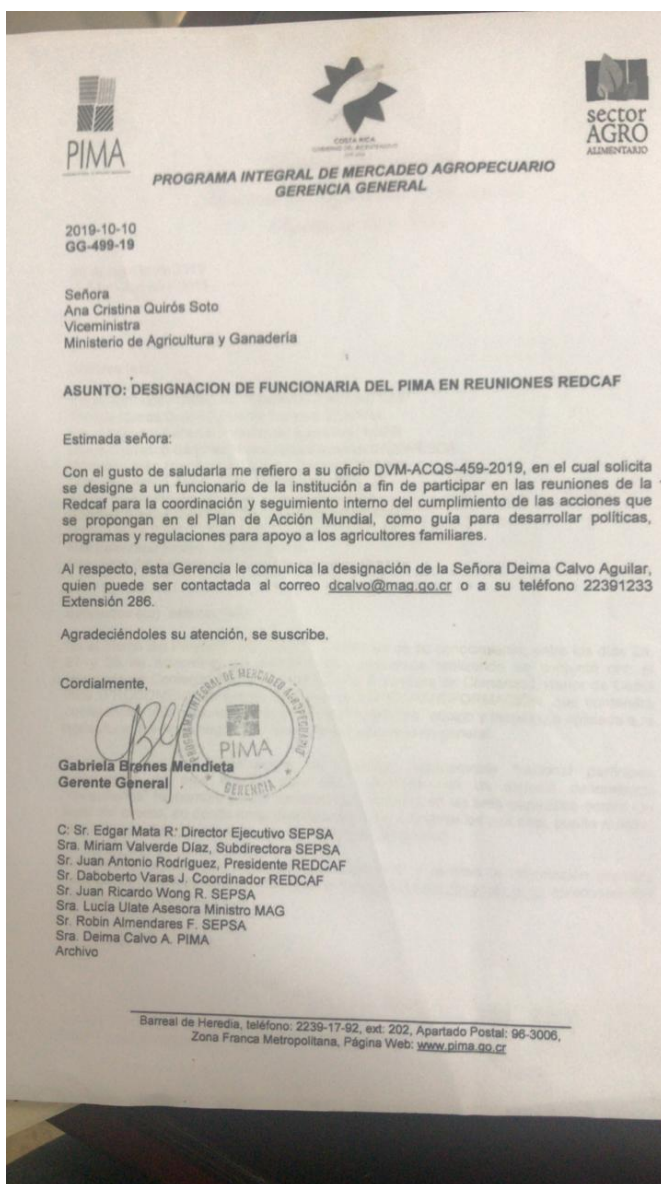 PIMA
COSTA RICA
sector
AGRO
ALIMENTARIO
PROGRAMA INTEGRAL DE MERCADEO AGROPECUARIO
GERENCIA GENERAL
2019-10-10
GG-499-19
Señora
Ana Cristina Quirós Soto
Viceministra
Ministerio de Agricultura y Ganadería
ASUNTO: DESIGNACION DE FUNCIONARIA DEL PIMA EN REUNIONES REDCAF
Estimada señora:
Con el gusto de saludarla me refiero a su oficio DVM-ACQS-459-2019, en el cual solicita
se designe a un funcionario de la institución a fin de participar en las reuniones de la
Redcaf para la coordinación y seguimiento interno del cumplimiento de las acciones que
se propongan en el Plan de Acción Mundial, como guía para desarrollar políticas,
programas y regulaciones para apoyo a los agricultores familiares.
Al respecto, esta Gerencia le comunica la designación de la Señora Deima Calvo Aguilar,
quien puede ser contactada al correo dcalvo@mag.go.cr o a su teléfono 22391233
Extensión 286.
Agradeciéndoles su atención, se suscribe.
Cordialmente,
PROGRAMA INTEGRAL DE MERCADEO AGROPECUARIO
PIMA
GERENCIA
Gabriela Brenes Mendieta
Gerente General
C: Sr. Edgar Mata R. Director Ejecutivo SEPSA
Sra. Miriam Valverde Díaz, Subdirectora SEPSA
Sr. Juan Antonio Rodríguez, Presidente REDCAF
Sr. Daboberto Varas J. Coordinador REDCAF
Sr. Juan Ricardo Wong R. SEPSA
Sra. Lucía Ulate Asesora Ministro MAG
Sr. Robin Almendares F. SEPSA
Sra. Deima Calvo A. PIMA
Archivo
Barreal de Heredia, teléfono: 2239-17-92, ext: 202, Apartado Postal: 96-3006,
Zona Franca Metropolitana, Página Web: www.pima.go.cr